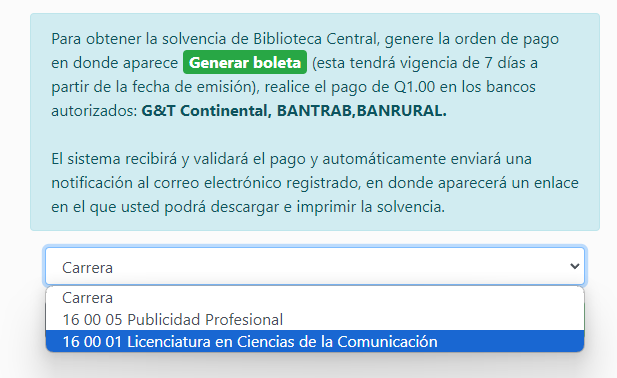 Para obtener la solvencia de Biblioteca Central, genere la orden de pago
en donde aparece Generar boleta (esta tendrá vigencia de 7 días a
partir de la fecha de emisión), realice el pago de Q1.00 en los bancos
autorizados: G&T Continental, BANTRAB,BANRURAL.
El sistema recibirá y validará el pago y automáticamente enviará una
notificación al correo electrónico registrado, en donde aparecerá un enlace
en el que usted podrá descargar e imprimir la solvencia.
Carrera
Carrera
16 00 05 Publicidad Profesional
16 00 01 Licenciatura en Ciencias de la Comunicación